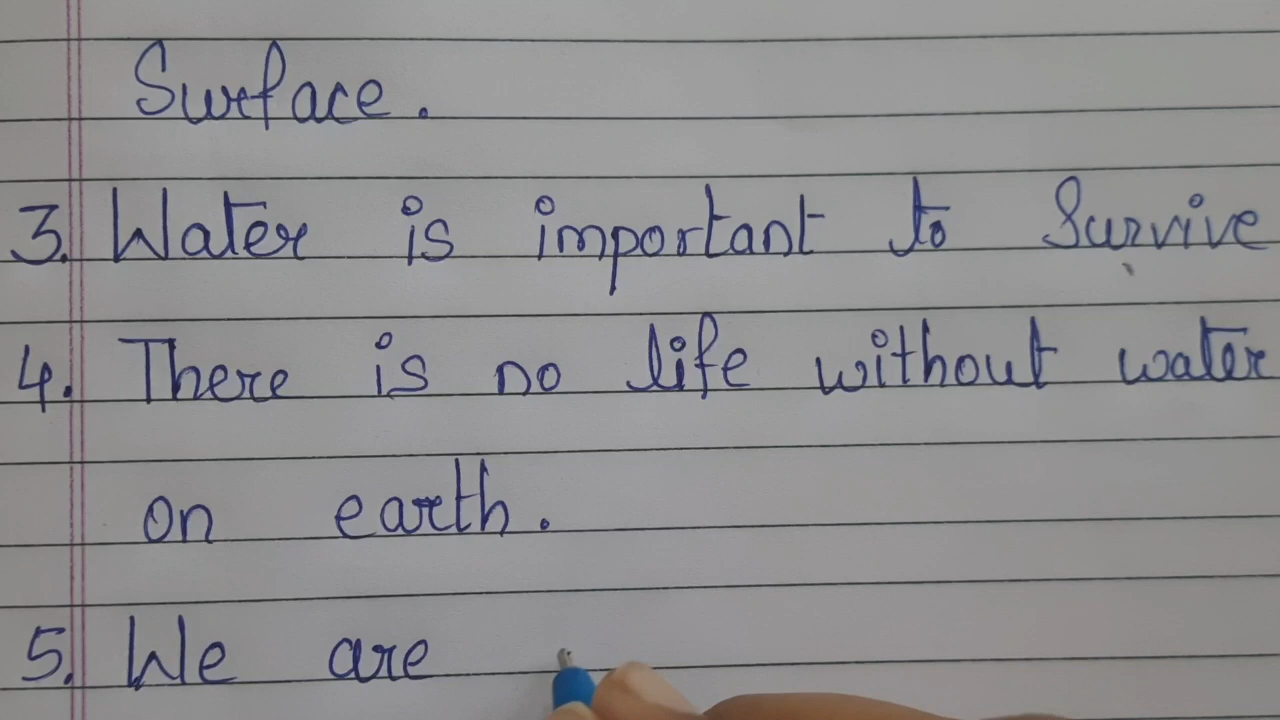 Surface.
3. Water is important to Survive
4. There is no life without water
on earth.
5. We are